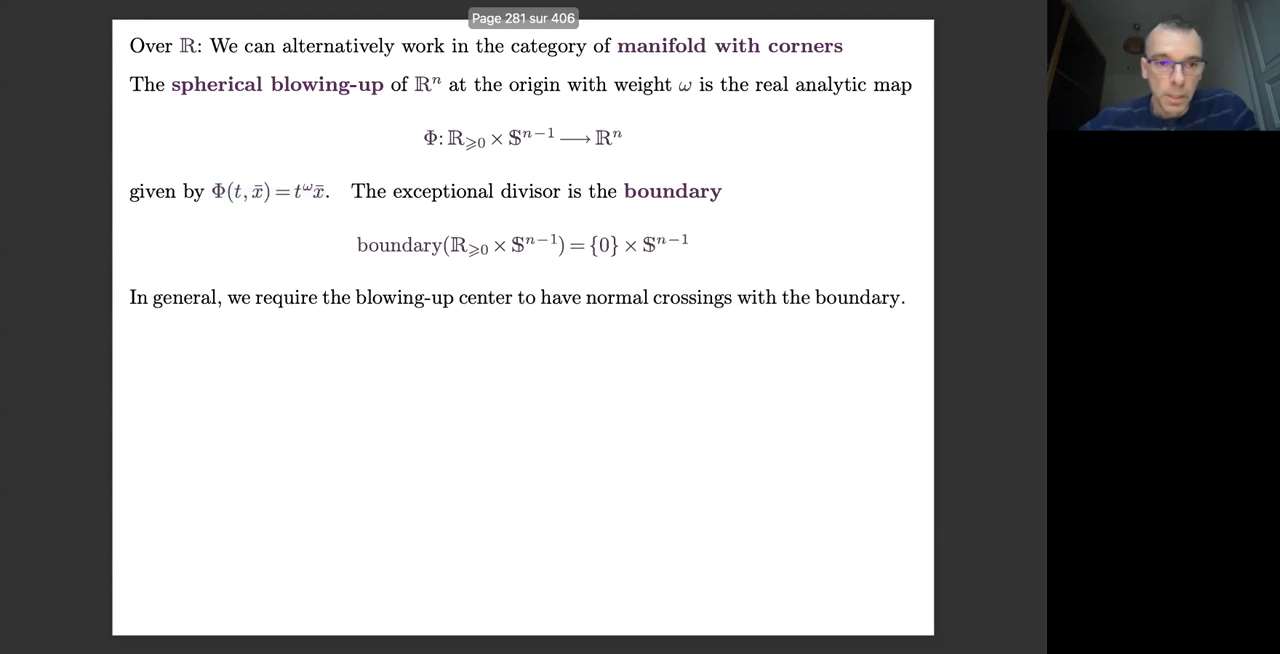 Page 281 sur 406
Over ℝ: We can alternatively work in the category of manifold with corners
The spherical blowing-up of ℝⁿ at the origin with weight ω is the real analytic map
Φ: ℝ⩾0 × 𝕊ⁿ⁻¹ ⟶ ℝⁿ
given by Φ(t, x̄) = t^ω x̄. The exceptional divisor is the boundary
boundary(ℝ⩾0 × 𝕊ⁿ⁻¹) = {0} × 𝕊ⁿ⁻¹
In general, we require the blowing-up center to have normal crossings with the boundary.